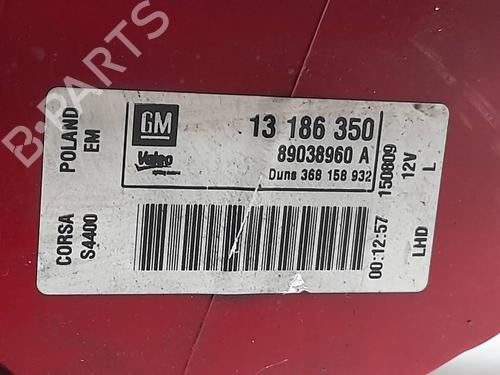 POLAND
EM
CORSA
S4400
GM
Valeo
13 186 350
89038960 A
Duns 368 158 932
150809
12V
L
00:12:57
LHD
B-PARTS